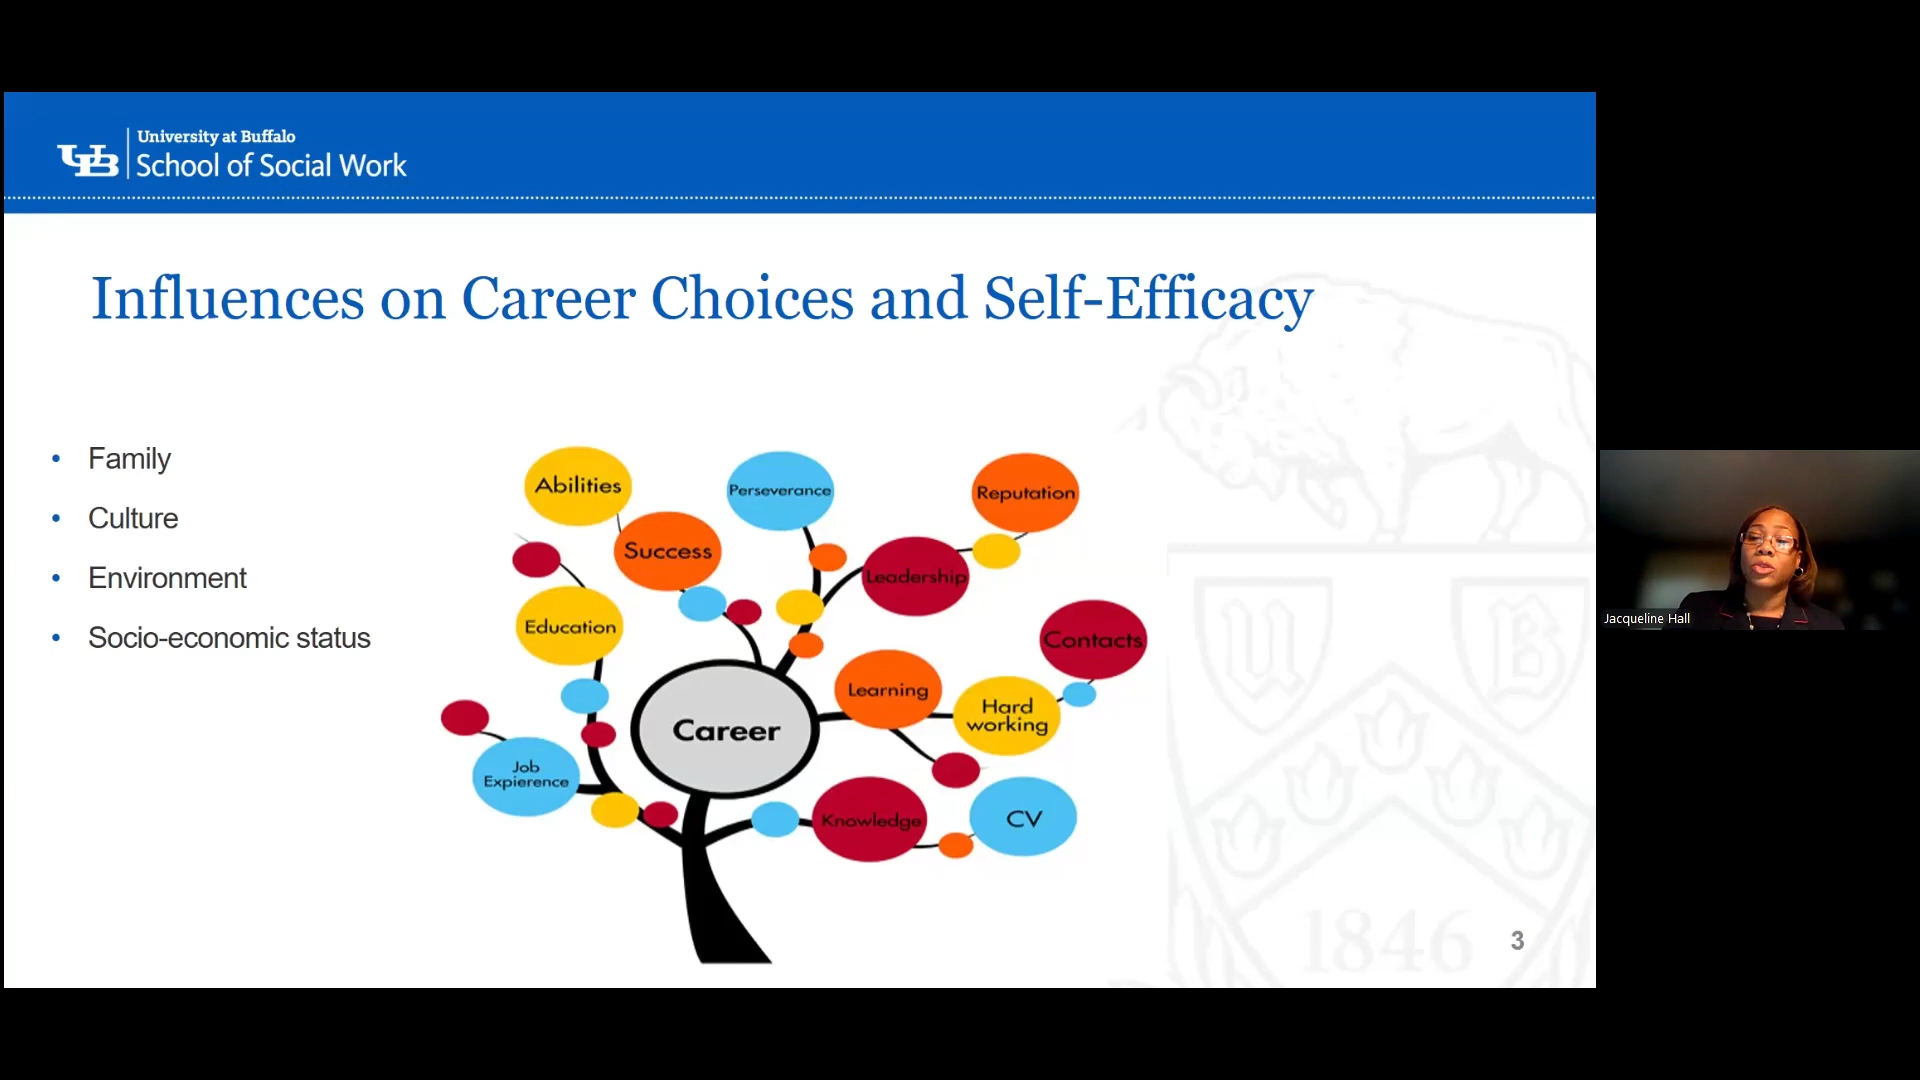 University at Buffalo
UB
School of Social Work
Influences on Career Choices and Self-Efficacy
• Family
• Culture
• Environment
• Socio-economic status
Abilities
Perseverance
Reputation
Success
Leadership
Education
Contacts
Learning
Hard
working
Career
Job
Expierence
Knowledge
CV
U
B
1846
3
Jacqueline Hall